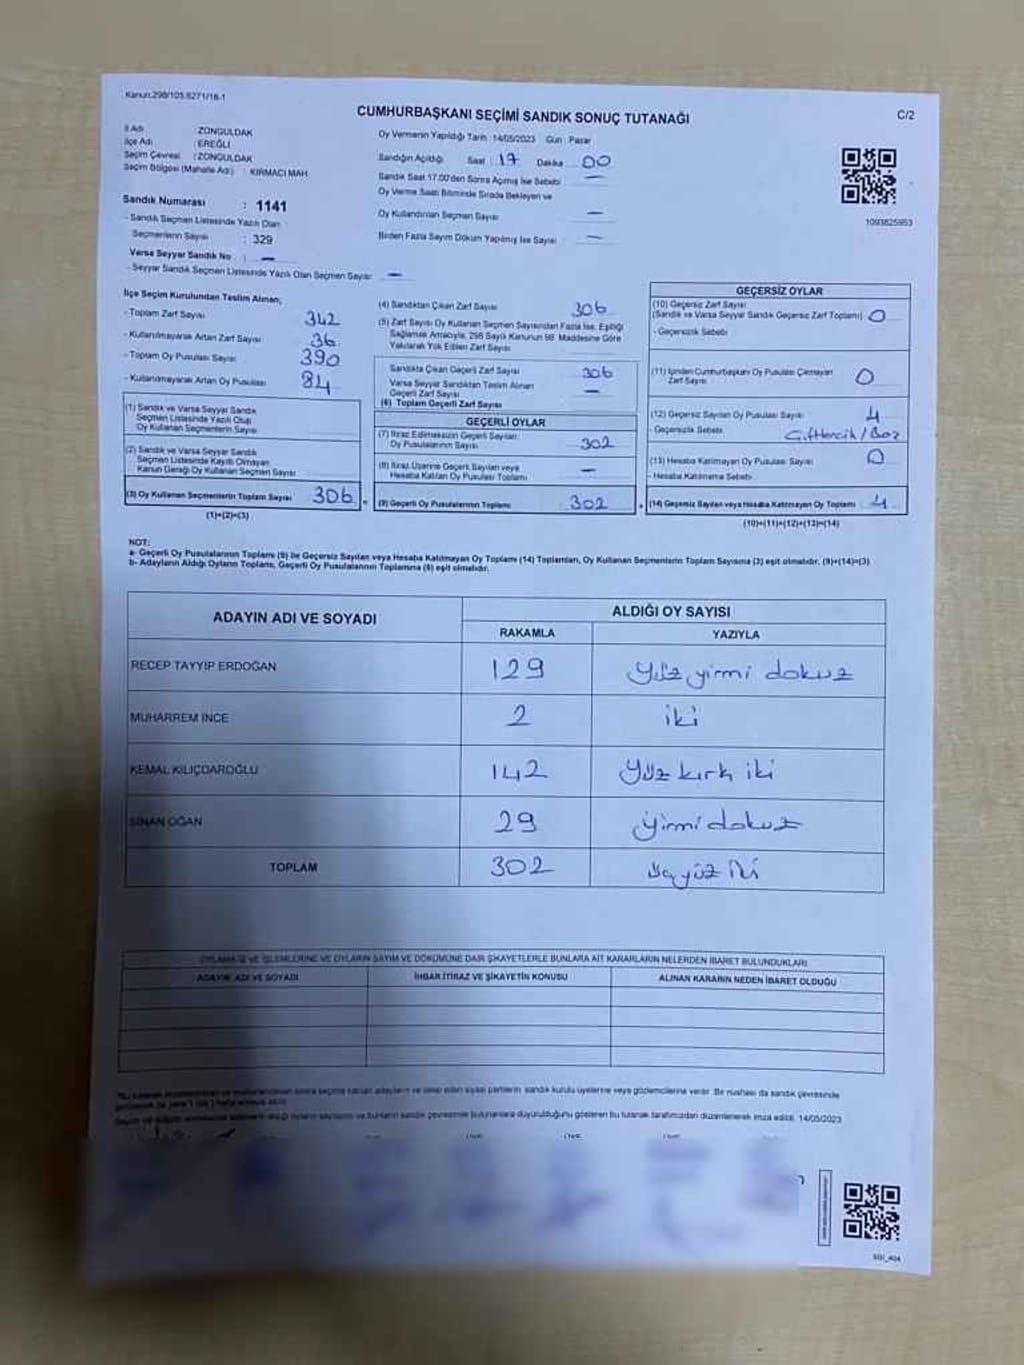 Kanun:298/105,6271/18-1
CUMHURBAŞKANI SEÇİMİ SANDIK SONUÇ TUTANAĞI
C/2
İl Adı : ZONGULDAK
İlçe Adı : EREĞLİ
Seçim Çevresi : ZONGULDAK
Seçim Bölgesi (Mahalle Adı) : KIRMACI MAH.
Sandık Numarası : 1141
- Sandık Seçmen Listesinde Yazılı Olan
Seçmenlerin Sayısı : 329
Varsa Seyyar Sandık No : -
- Seyyar Sandık Seçmen Listesinde Yazılı Olan Seçmen Sayısı -
Oy Vermenin Yapıldığı Tarih : 14/05/2023 Gün : Pazar
Sandığın Açıldığı Saat : 17 Dakika 00
Sandık Saat 17.00'den Sonra Açılmış İse Sebebi -
Oy Verme Saati Bitiminde Sırada Bekleyen ve
Oy Kullandırılan Seçmen Sayısı -
Birden Fazla Sayım Döküm Yapılmış İse Sayısı : -
1093825953
İlçe Seçim Kurulundan Teslim Alınan;
- Toplam Zarf Sayısı 342
- Kullanılmayarak Artan Zarf Sayısı 36
- Toplam Oy Pusulası Sayısı 390
- Kullanılmayarak Artan Oy Pusulası 84
(1) Sandık ve Varsa Seyyar Sandık
Seçmen Listesinde Yazılı Olup
Oy Kullanan Seçmenlerin Sayısı
(2) Sandık ve Varsa Seyyar Sandık
Seçmen Listesinde Kayıtlı Olmayan
Kanun Gereği Oy Kullanan Seçmen Sayısı
(3) Oy Kullanan Seçmenlerin Toplam Sayısı 306 =
(1)+(2)=(3)
(4) Sandıktan Çıkan Zarf Sayısı 306
(5) Zarf Sayısı Oy Kullanan Seçmen Sayısından Fazla İse, Eşitliği
Sağlamak Amacıyla, 298 Sayılı Kanunun 98. Maddesine Göre
Yakılarak Yok Edilen Zarf Sayısı
Sandıkta Çıkan Geçerli Zarf Sayısı 306
Varsa Seyyar Sandıktan Teslim Alınan
Geçerli Zarf Sayısı -
(6) Toplam Geçerli Zarf Sayısı
GEÇERLİ OYLAR
(7) İtiraz Edilmeksizin Geçerli Sayılan
Oy Pusulalarının Sayısı 302
(8) İtiraz Üzerine Geçerli Sayılan veya
Hesaba Katılan Oy Pusulası Toplamı -
(9) Geçerli Oy Pusulalarının Toplamı 302 +
GEÇERSİZ OYLAR
(10) Geçersiz Zarf Sayısı
(Sandık ve Varsa Seyyar Sandık Geçersiz Zarf Toplamı) 0
- Geçersizlik Sebebi
(11) İçinden Cumhurbaşkanı Oy Pusulası Çıkmayan
Zarf Sayısı 0
(12) Geçersiz Sayılan Oy Pusulası Sayısı 4
- Geçersizlik Sebebi
(13) Hesaba Katılmayan Oy Pusulası Sayısı 0
- Hesaba Katılmama Sebebi
(14) Geçersiz Sayılan veya Hesaba Katılmayan Oy Toplamı 4
(10)+(11)+(12)+(13)=(14)
NOT:
a- Geçerli Oy Pusulalarının Toplamı (9) ile Geçersiz Sayılan veya Hesaba Katılmayan Oy Toplamı (14) Toplamları, Oy Kullanan Seçmenlerin Toplam Sayısına (3) eşit olmalıdır. (9)+(14)=(3)
b- Adayların Aldığı Oyların Toplamı, Geçerli Oy Pusulalarının Toplamına (9) eşit olmalıdır.
ADAYIN ADI VE SOYADI
ALDIĞI OY SAYISI
RAKAMLA YAZIYLA
RECEP TAYYIP ERDOĞAN 129 yüz yirmi dokuz
MUHARREM İNCE 2 iki
KEMAL KILIÇDAROĞLU 142 yüz kırk iki
SİNAN OĞAN 29 yirmi dokuz
TOPLAM 302 üç yüz iki
OYLAMA İŞ VE İŞLEMLERİNE VE OYLARIN SAYIM VE DÖKÜMÜNE DAİR ŞİKAYETLERLE BUNLARA AİT KARARLARIN NELERDEN İBARET BULUNDUKLARI
ADAYIN ADI VE SOYADI İHBAR İTİRAZ VE ŞİKAYETİN KONUSU ALINAN KARARIN NEDEN İBARET OLDUĞU
sonra seçime katılan adayların ve talep eden siyasi partilerin sandık kurulu üyelerine veya gözlemcilerine verilir. Bir nüshası da sandık çevresinde
aldığı oyların sayılarını ve bunların sandık çevresinde bulunanlara duyurulduğunu gösteren bu tutanak tarafımızdan düzenlenerek imza edildi. 14/05/2023
SGİ_404